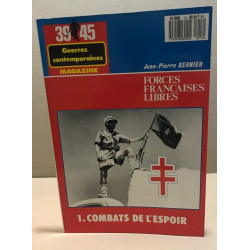 39 45
Guerres
contemporaines
MAGAZINE
Jean-Pierre BERNIER
FORCES
FRANÇAISES
LIBRES
1. COMBATS DE L'ESPOIR